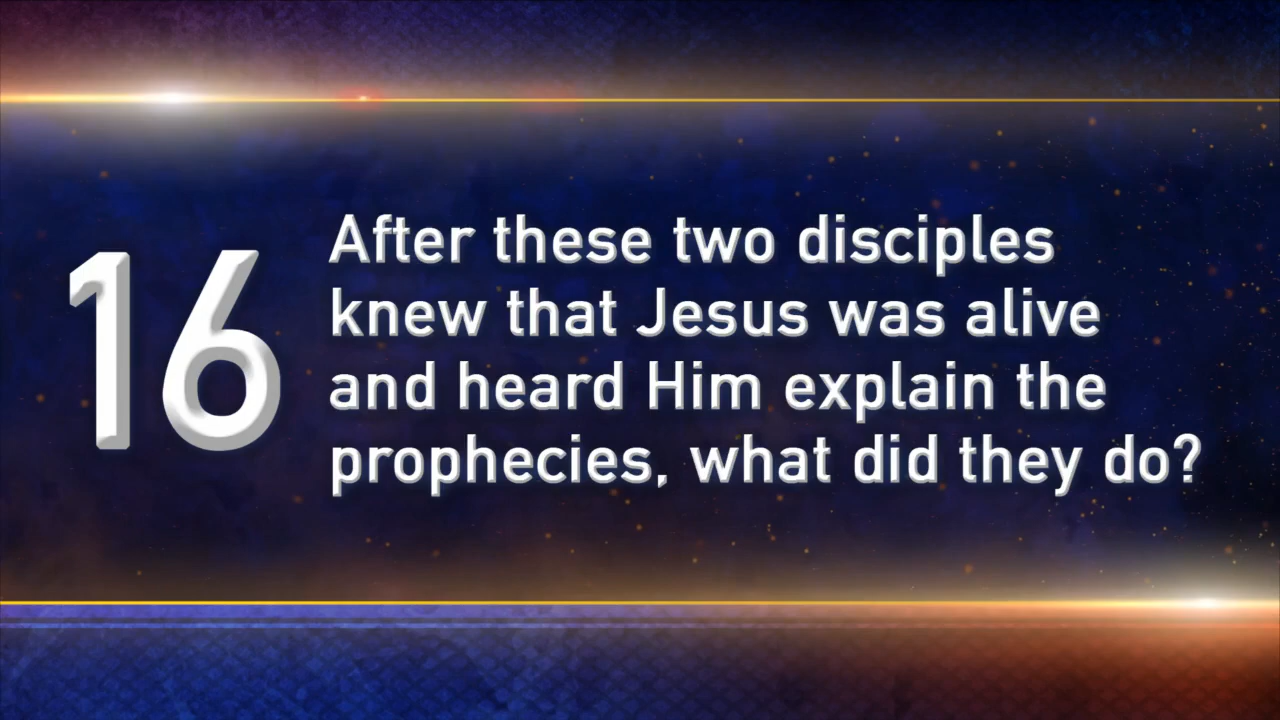 16
After these two disciples
knew that Jesus was alive
and heard Him explain the
prophecies, what did they do?